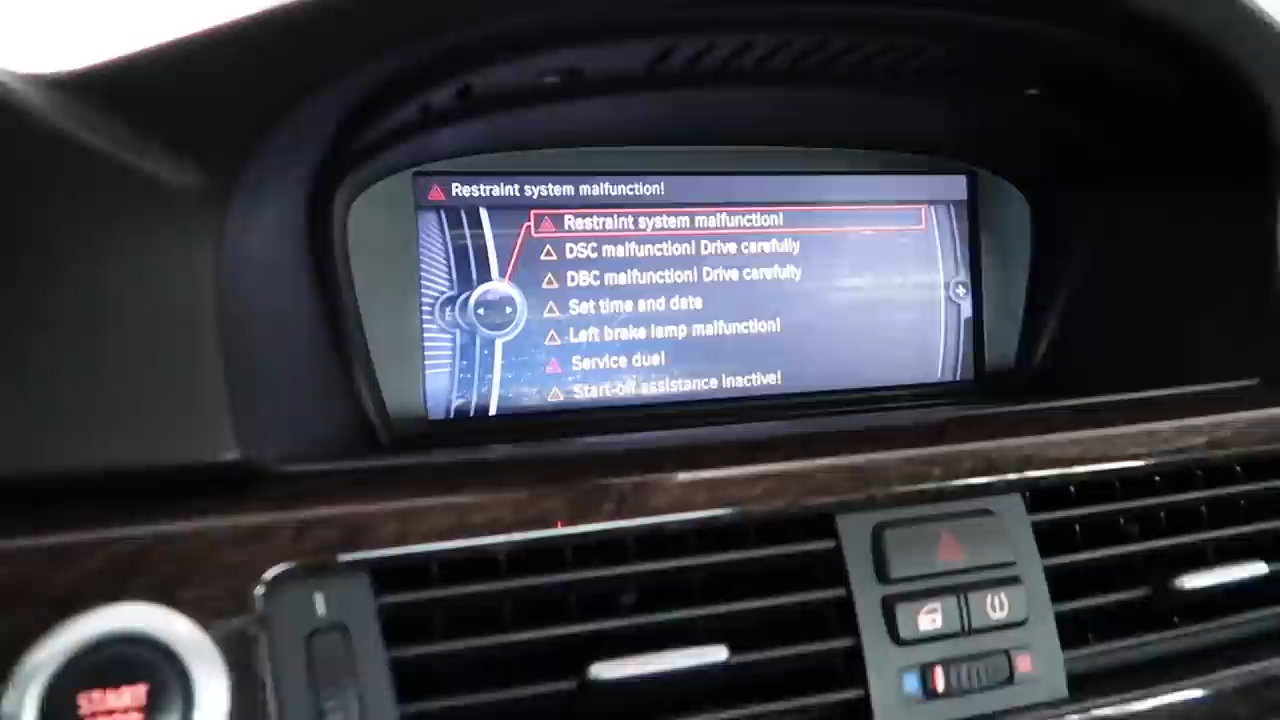 Restraint system malfunction!
Restraint system malfunction!
DSC malfunction! Drive carefully
DBC malfunction! Drive carefully
Set time and date
Left brake lamp malfunction!
Service due!
Start-off assistance inactive!
START